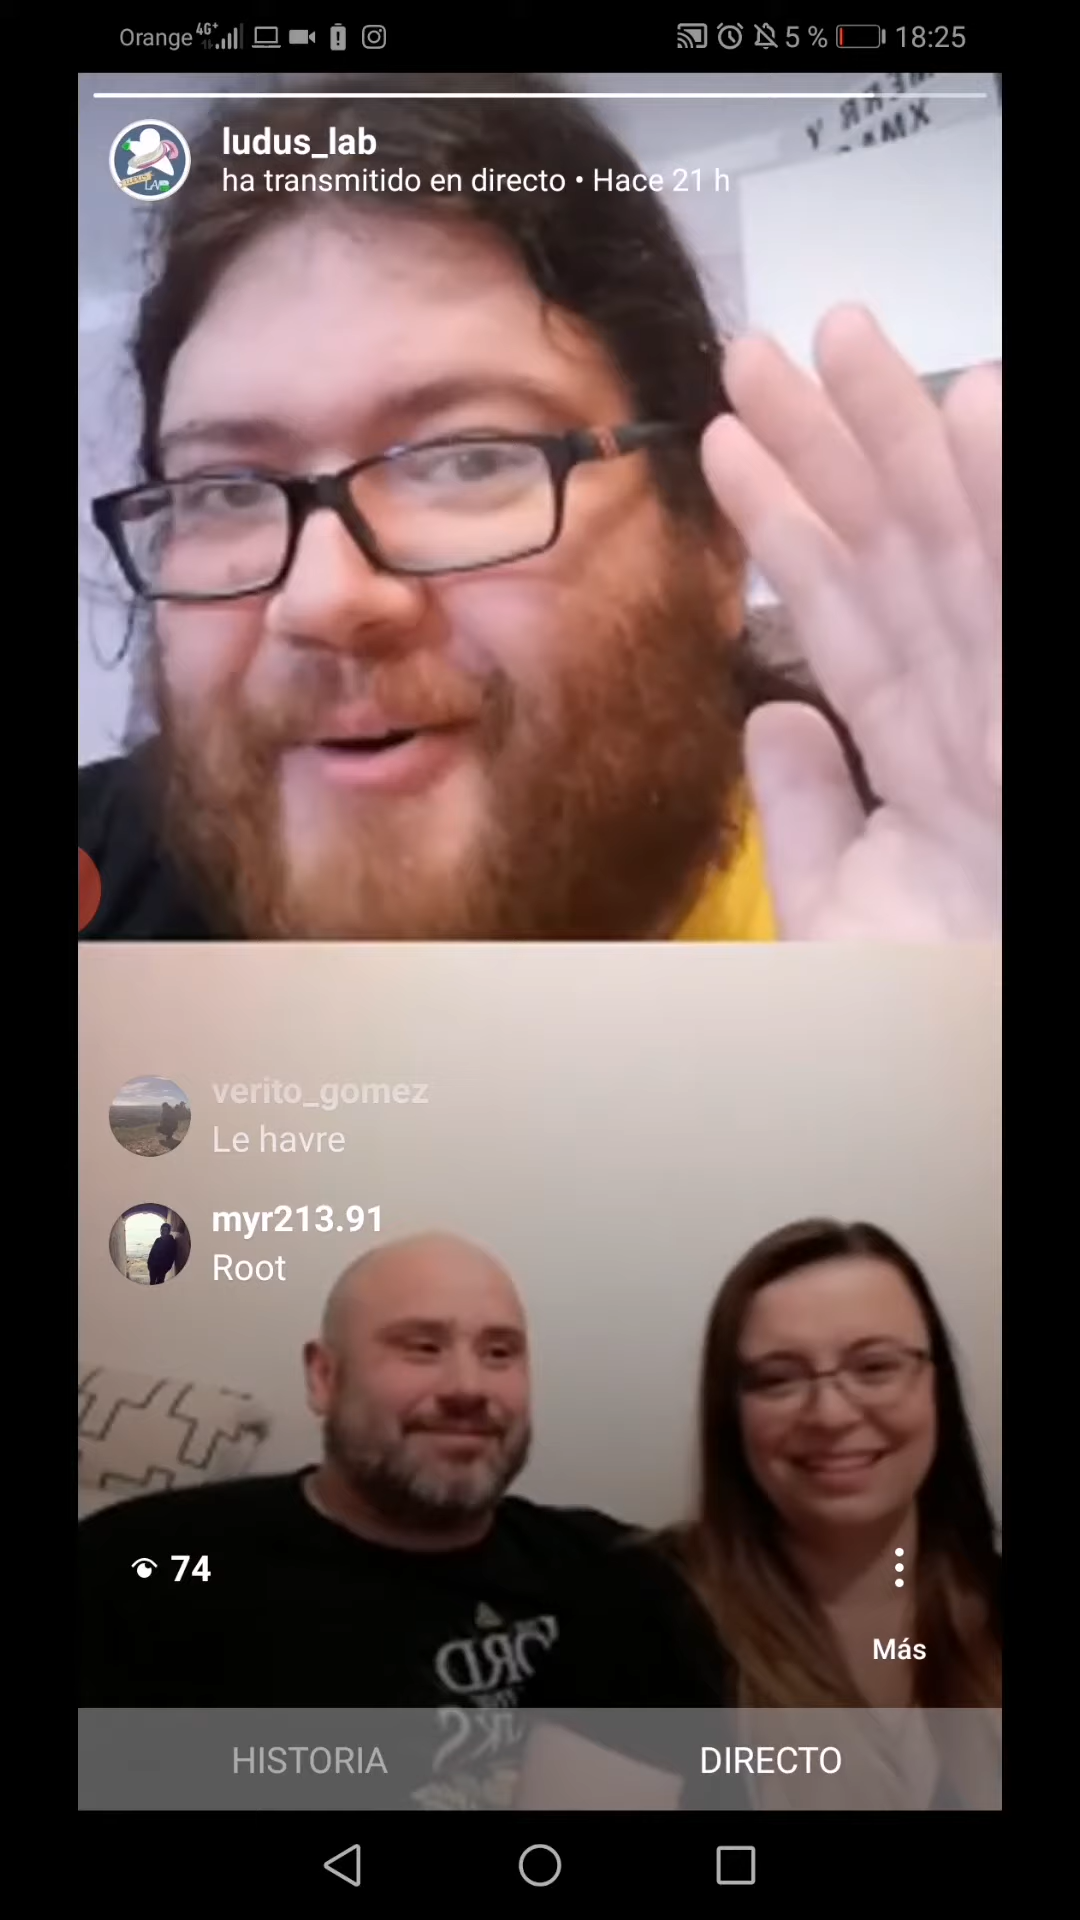 Orange 4G+ 5 % 18:25
ludus_lab
ha transmitido en directo • Hace 21 h
verito_gomez
Le havre
myr213.91
Root
74
Más
HISTORIA
DIRECTO